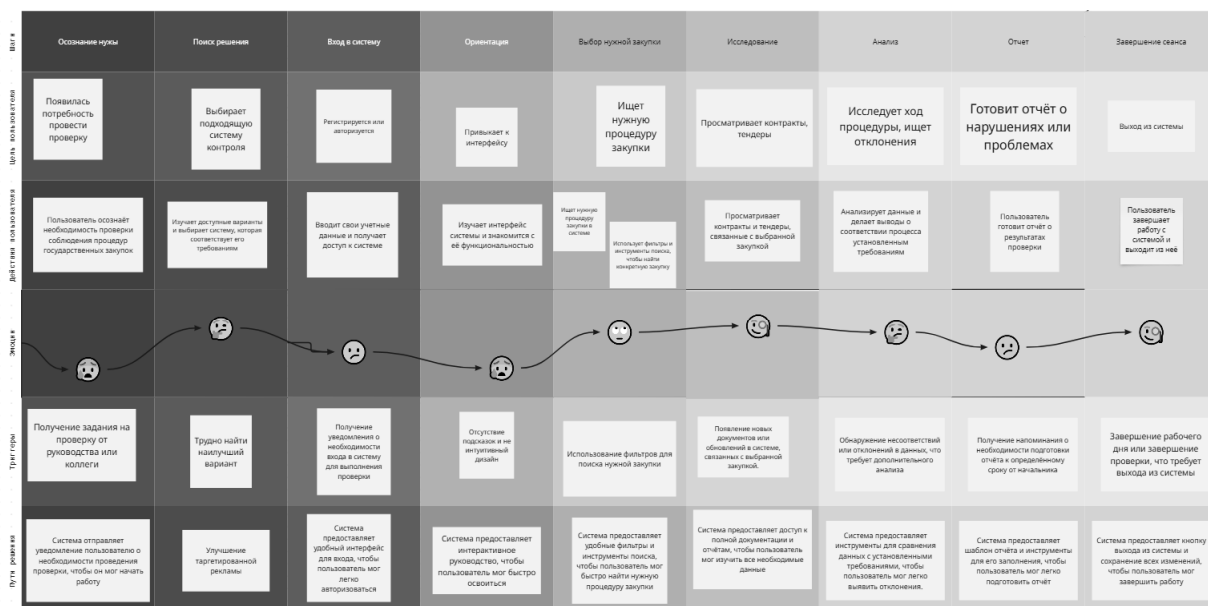 Шаги
Осознание нужы
Поиск решения
Вход в систему
Ориентация
Выбор нужной закупки
Исследование
Анализ
Отчет
Завершение сеанса
Цель пользователя
Появилась
потребность
провести
проверку
Выбирает
подходящую
систему
контроля
Регистрируется или
авторизуется
Привыкает к
интерфейсу
Ищет
нужную
процедуру
закупки
Просматривает контракты,
тендеры
Исследует ход
процедуры, ищет
отклонения
Готовит отчёт о
нарушениях или
проблемах
Выход из системы
Действия пользователя
Пользователь осознаёт
необходимость проверки
соблюдения процедур
государственных закупок
Изучает доступные варианты
и выбирает систему, которая
соответствует его
требованиям
Вводит свои учетные
данные и получает
доступ к системе
Изучает интерфейс
системы и знакомится с
её функциональностью
Ищет нужную
процедуру
закупки в
системе
Использует фильтры и
инструменты поиска,
чтобы найти
конкретную закупку
Просматривает
контракты и тендеры,
связанные с выбранной
закупкой
Анализирует данные и
делает выводы о
соответствии процесса
установленным
требованиям
Пользователь
готовит отчёт о
результатах
проверки
Пользователь
завершает
работу с
системой и
выходит из неё
Эмоции
Триггеры
Получение задания на
проверку от
руководства или
коллеги
Трудно найти
наилучший
вариант
Получение
уведомления о
необходимости
входа в систему
для выполнения
проверки
Отсутствие
подсказок и не
интуитивный
дизайн
Использование фильтров для
поиска нужной закупки
Появление новых
документов или
обновлений в системе,
связанных с выбранной
закупкой.
Обнаружение несоответствий
или отклонений в данных, что
требует дополнительного
анализа
Получение напоминания о
необходимости подготовки
отчёта к определённому
сроку от начальника
Завершение рабочего
дня или завершение
проверки, что требует
выхода из системы
Пути решения
Система отправляет
уведомление пользователю о
необходимости проведения
проверки, чтобы он мог начать
работу
Улучшение
таргетированной
рекламы
Система
предоставляет
удобный интерфейс
для входа, чтобы
пользователь мог
легко
авторизоваться
Система предоставляет
интерактивное
руководство, чтобы
пользователь мог быстро
освоиться
Система предоставляет
удобные фильтры и
инструменты поиска,
чтобы пользователь мог
быстро найти нужную
процедуру закупки
Система предоставляет доступ к
полной документации и
отчётам, чтобы пользователь
мог изучить все необходимые
данные
Система предоставляет
инструменты для сравнения
данных с установленными
требованиями, чтобы
пользователь мог легко
выявить отклонения.
Система предоставляет
шаблон отчёта и инструменты
для его заполнения, чтобы
пользователь мог легко
подготовить отчёт
Система предоставляет кнопку
выхода из системы и
сохранение всех изменений,
чтобы пользователь мог
завершить работу